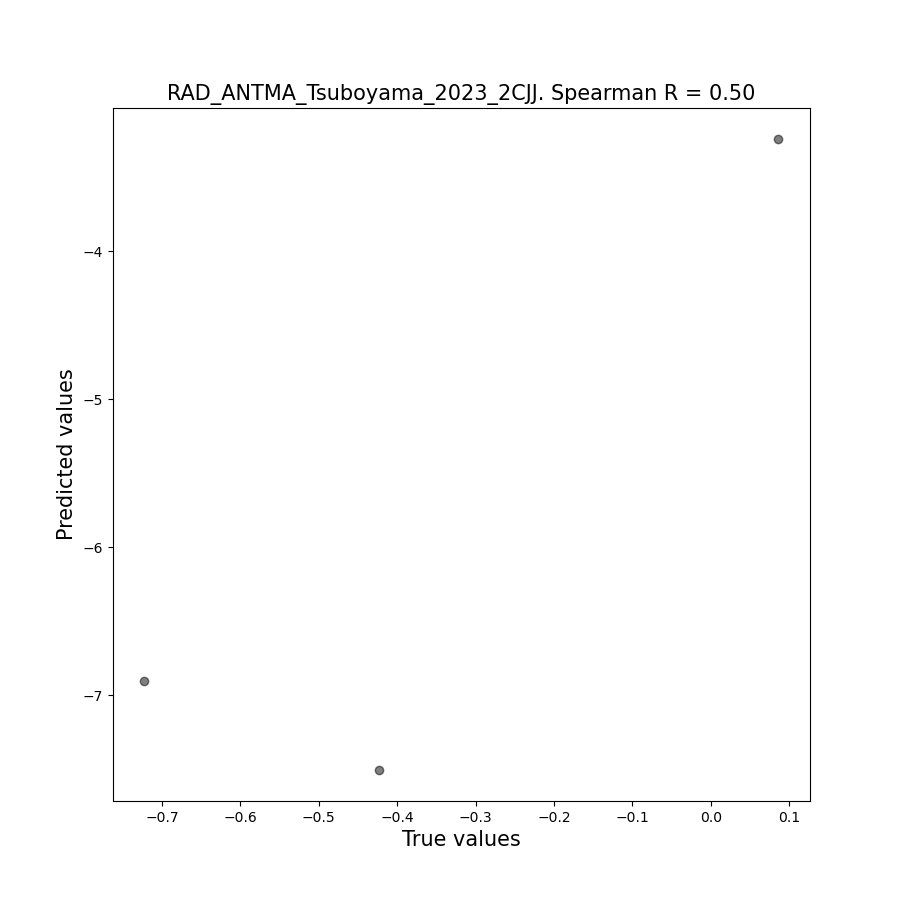 RAD_ANTMA_Tsuboyama_2023_2CJJ. Spearman R = 0.50
Predicted values
−4
−5
−6
−7
−0.7 −0.6 −0.5 −0.4 −0.3 −0.2 −0.1 0.0 0.1
True values